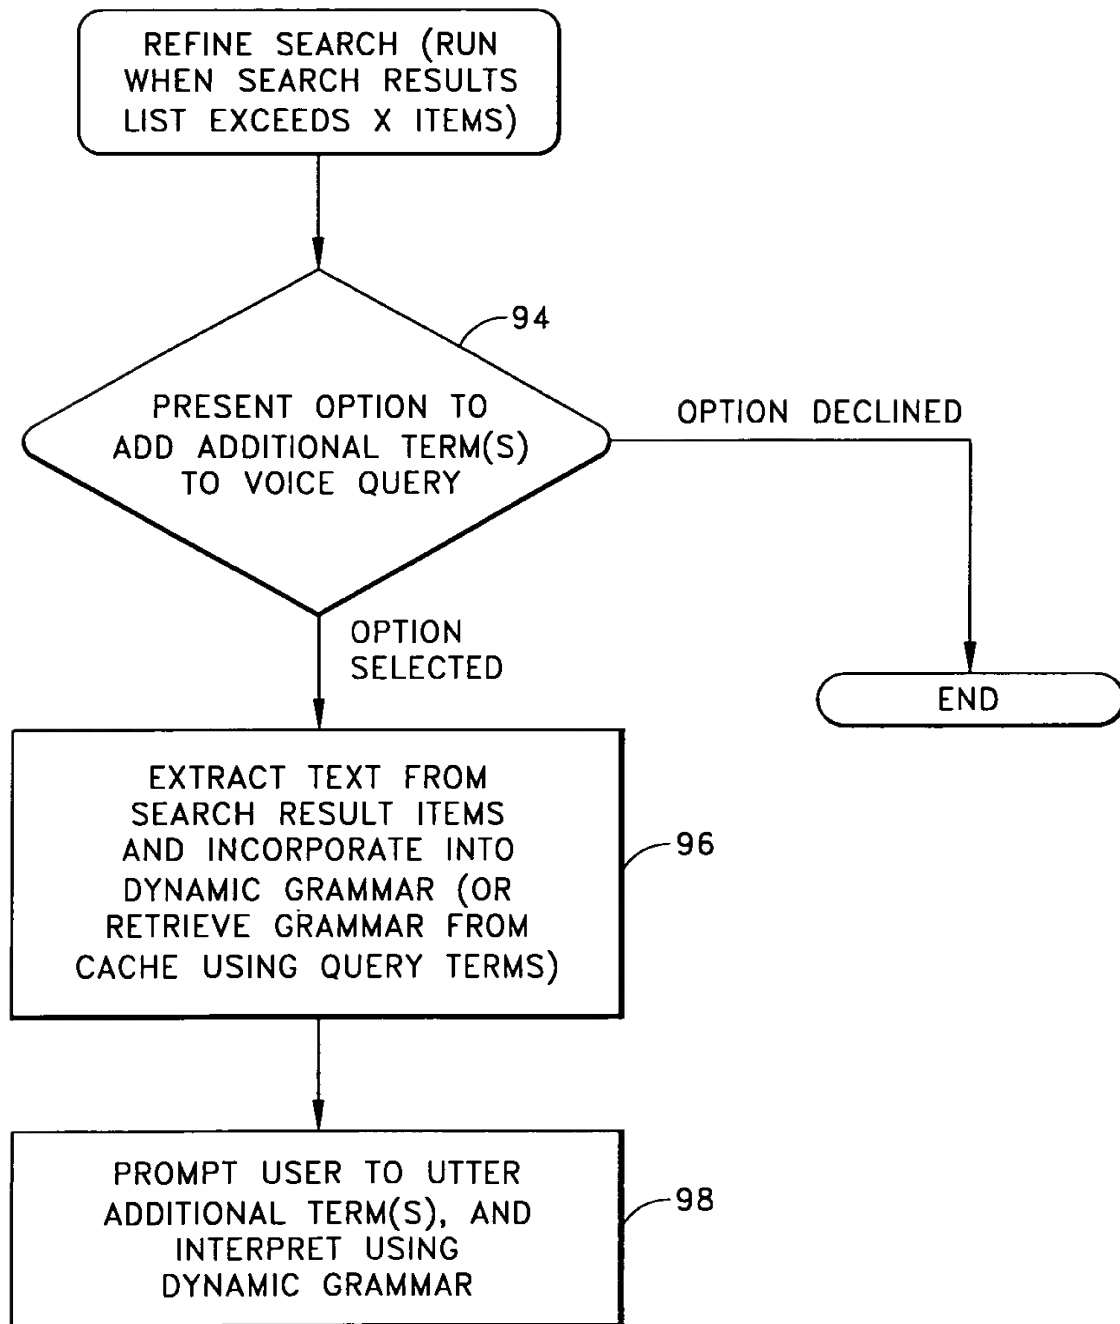 REFINE SEARCH (RUN
WHEN SEARCH RESULTS
LIST EXCEEDS X ITEMS)
94
PRESENT OPTION TO
ADD ADDITIONAL TERM(S)
TO VOICE QUERY
OPTION DECLINED
OPTION
SELECTED
END
EXTRACT TEXT FROM
SEARCH RESULT ITEMS
AND INCORPORATE INTO
DYNAMIC GRAMMAR (OR
RETRIEVE GRAMMAR FROM
CACHE USING QUERY TERMS)
96
PROMPT USER TO UTTER
ADDITIONAL TERM(S), AND
INTERPRET USING
DYNAMIC GRAMMAR
98